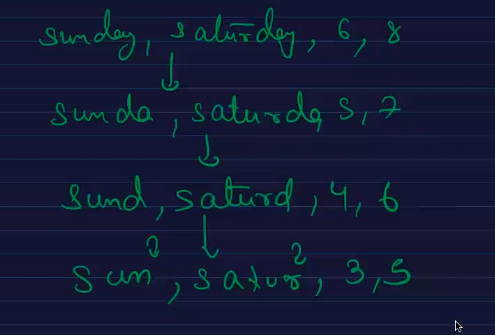 sunday, saturday, 6, 8
sunda, saturda, 5, 7
sund, saturd, 4, 6
sun, satur, 3, 5